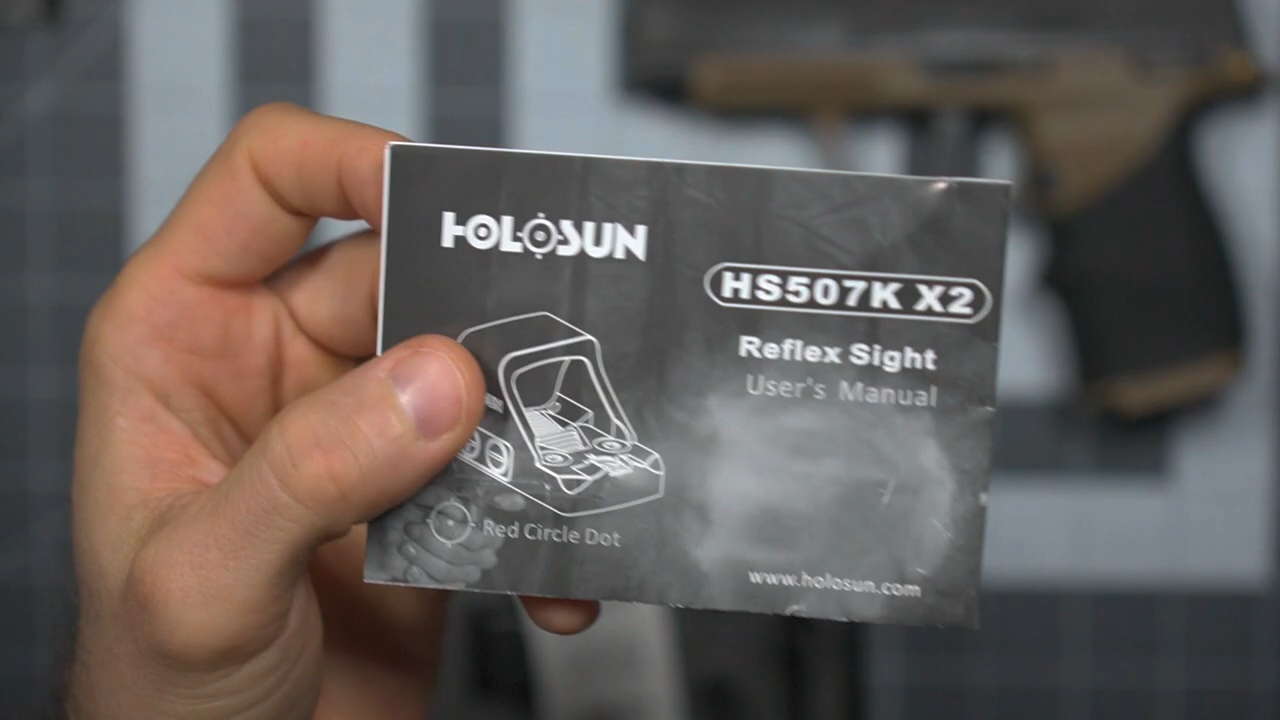 HOLOSUN
HS507K X2
Reflex Sight
User's Manual
Red Circle Dot
www.holosun.com